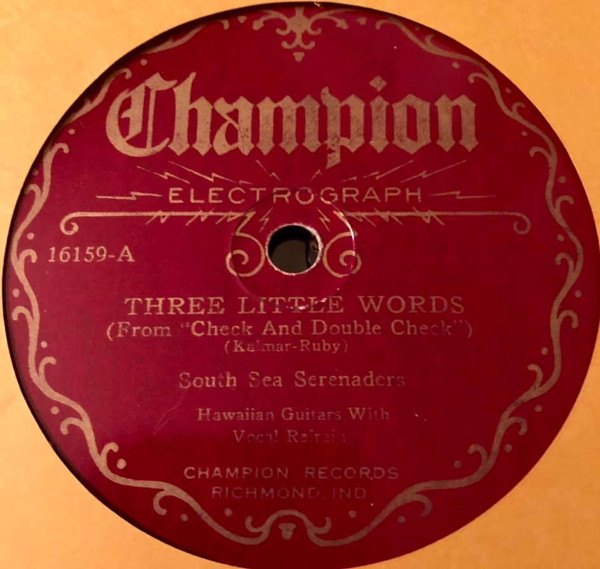 Champion
ELECTROGRAPH
16159-A
THREE LITTLE WORDS
(From "Check And Double Check")
(Kalmar-Ruby)
South Sea Serenaders
Hawaiian Guitars With
Vocal Refrain
CHAMPION RECORDS
RICHMOND, IND